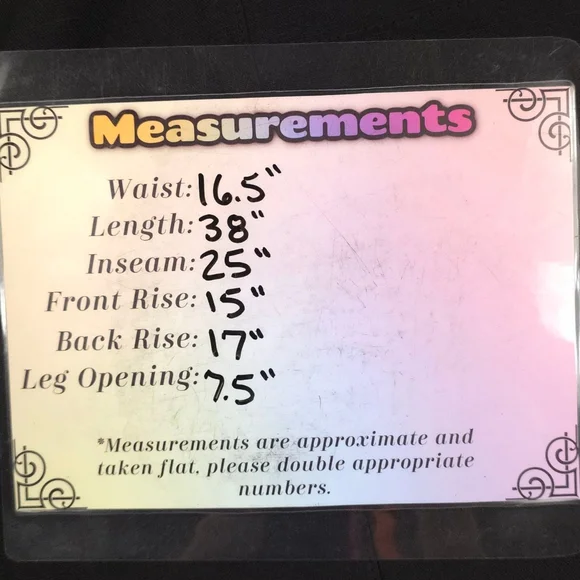 Measurements
Waist: 16.5"
Length: 38"
Inseam: 25"
Front Rise: 15"
Back Rise: 17"
Leg Opening: 7.5"
*Measurements are approximate and
taken flat, please double appropriate
numbers.